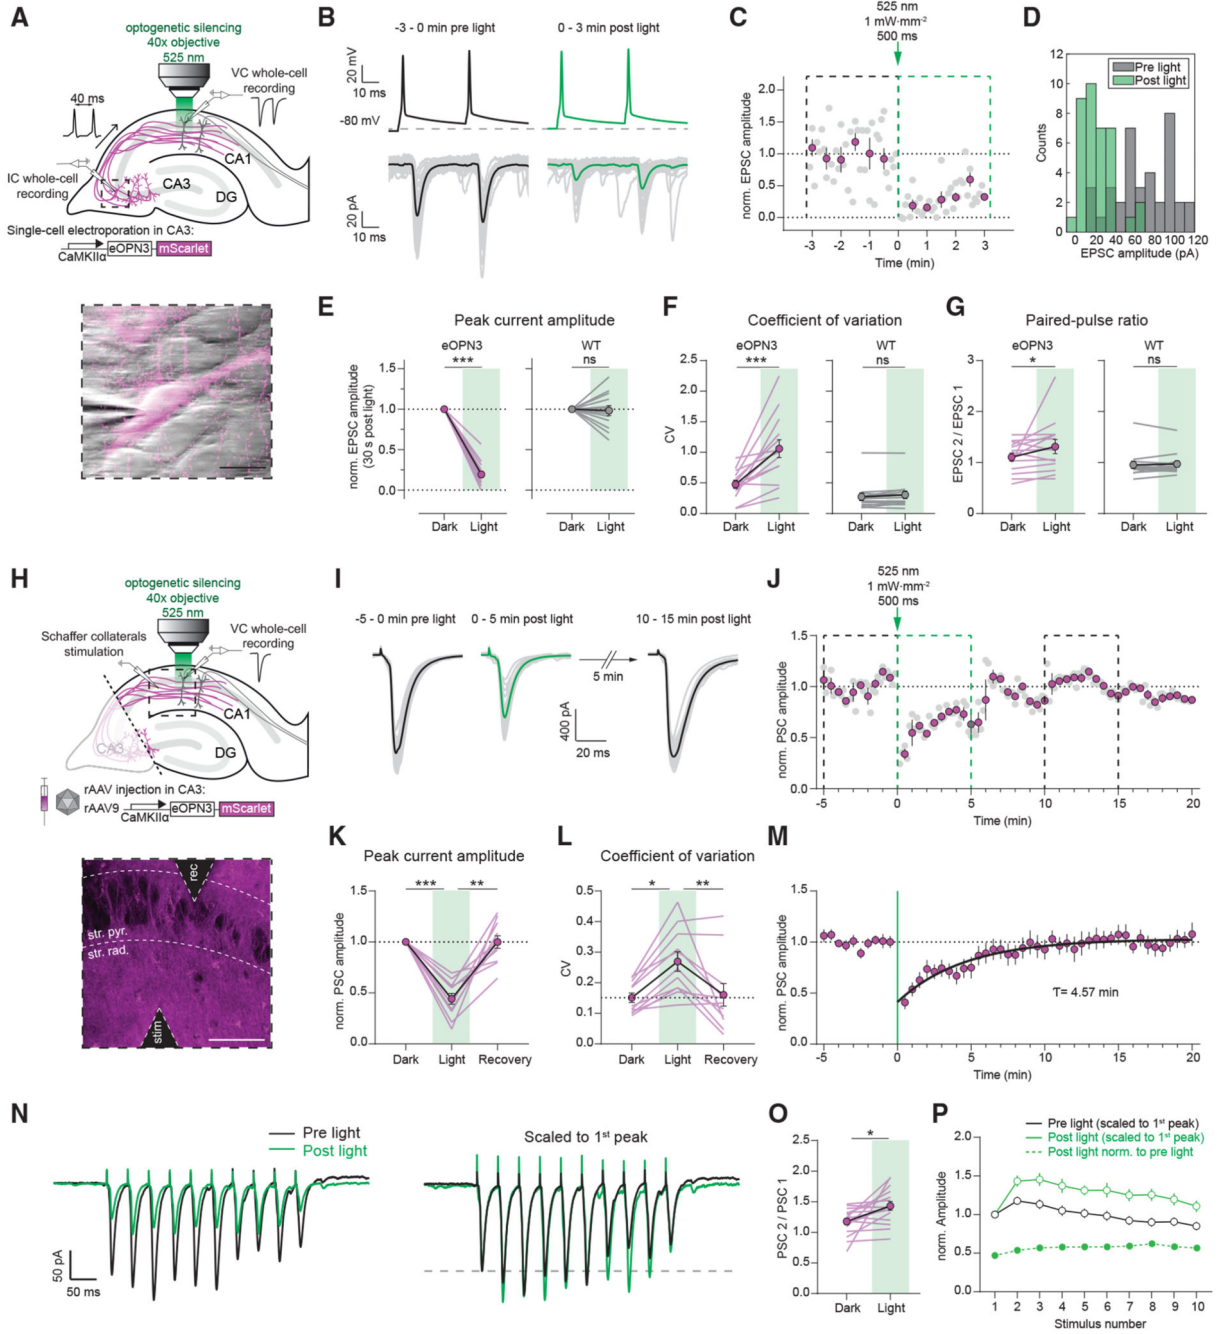 A
optogenetic silencing
40x objective
525 nm
VC whole-cell
recording
40 ms
IC whole-cell
recording
CA1
CA3
DG
Single-cell electroporation in CA3:
CaMKIIα
eOPN3
mScarlet
B
-3 - 0 min pre light
0 - 3 min post light
20 mV
10 ms
-80 mV
20 pA
10 ms
C
525 nm
1 mW·mm-2
500 ms
norm. EPSC amplitude
2.0
1.5
1.0
0.5
0.0
-3 -2 -1 0 1 2 3
Time (min)
D
Pre light
Post light
Counts
12
10
8
6
4
2
0
0 20 40 60 80 100 120
EPSC amplitude (pA)
E
Peak current amplitude
eOPN3
***
WT
ns
norm. EPSC amplitude
(30 s post light)
1.5
1.0
0.5
0.0
Dark Light
Dark Light
F
Coefficient of variation
eOPN3
***
WT
ns
CV
2.5
2.0
1.5
1.0
0.5
0.0
Dark Light
Dark Light
G
Paired-pulse ratio
eOPN3
*
WT
ns
EPSC 2 / EPSC 1
3
2
1
0
Dark Light
Dark Light
H
optogenetic silencing
40x objective
525 nm
Schaffer collaterals
stimulation
VC whole-cell
recording
CA1
CA3
DG
rAAV injection in CA3:
rAAV9
CaMKIIα
eOPN3
mScarlet
rec
str. pyr.
str. rad.
stim
I
-5 - 0 min pre light
0 - 5 min post light
10 - 15 min post light
5 min
400 pA
20 ms
J
525 nm
1 mW·mm-2
500 ms
norm. PSC amplitude
1.5
1.0
0.5
0.0
-5 0 5 10 15 20
Time (min)
K
Peak current amplitude
*** **
norm. PSC amplitude
1.5
1.0
0.5
0.0
Dark Light Recovery
L
Coefficient of variation
* **
CV
0.5
0.4
0.3
0.2
0.1
0.0
Dark Light Recovery
M
norm. PSC amplitude
1.5
1.0
0.5
0.0
Τ= 4.57 min
-5 0 5 10 15 20
Time (min)
N
Pre light
Post light
Scaled to 1st peak
50 pA
50 ms
O
*
PSC 2 / PSC 1
2.5
2.0
1.5
1.0
0.5
0.0
Dark Light
P
Pre light (scaled to 1st peak)
Post light (scaled to 1st peak)
Post light norm. to pre light
norm. Amplitude
2.0
1.5
1.0
0.5
0.0
1 2 3 4 5 6 7 8 9 10
Stimulus number